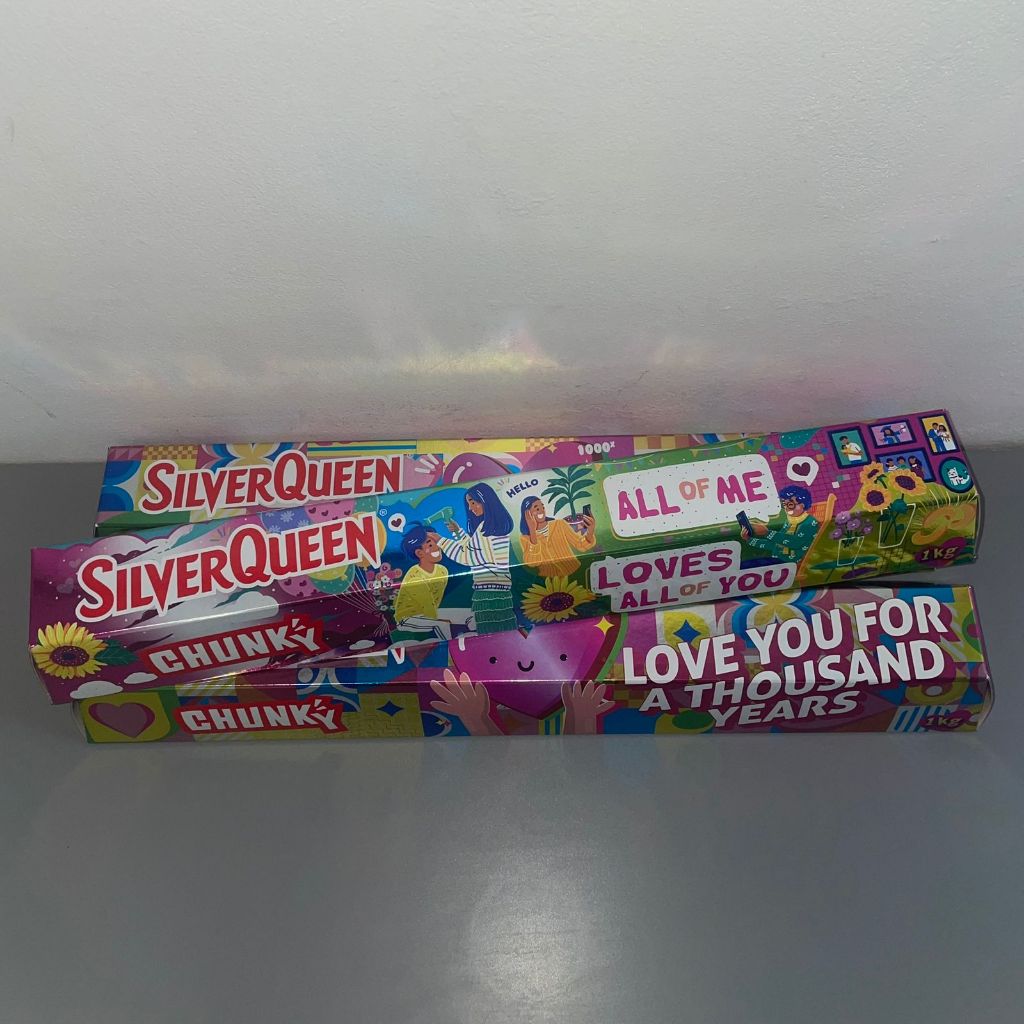 SILVERQUEEN
1000x
SILVERQUEEN®
CHUNKY
HELLO
ALL OF ME
LOVES
ALL OF YOU
1 kg
CHUNKY
LOVE YOU FOR
A THOUSAND
YEARS
1 kg